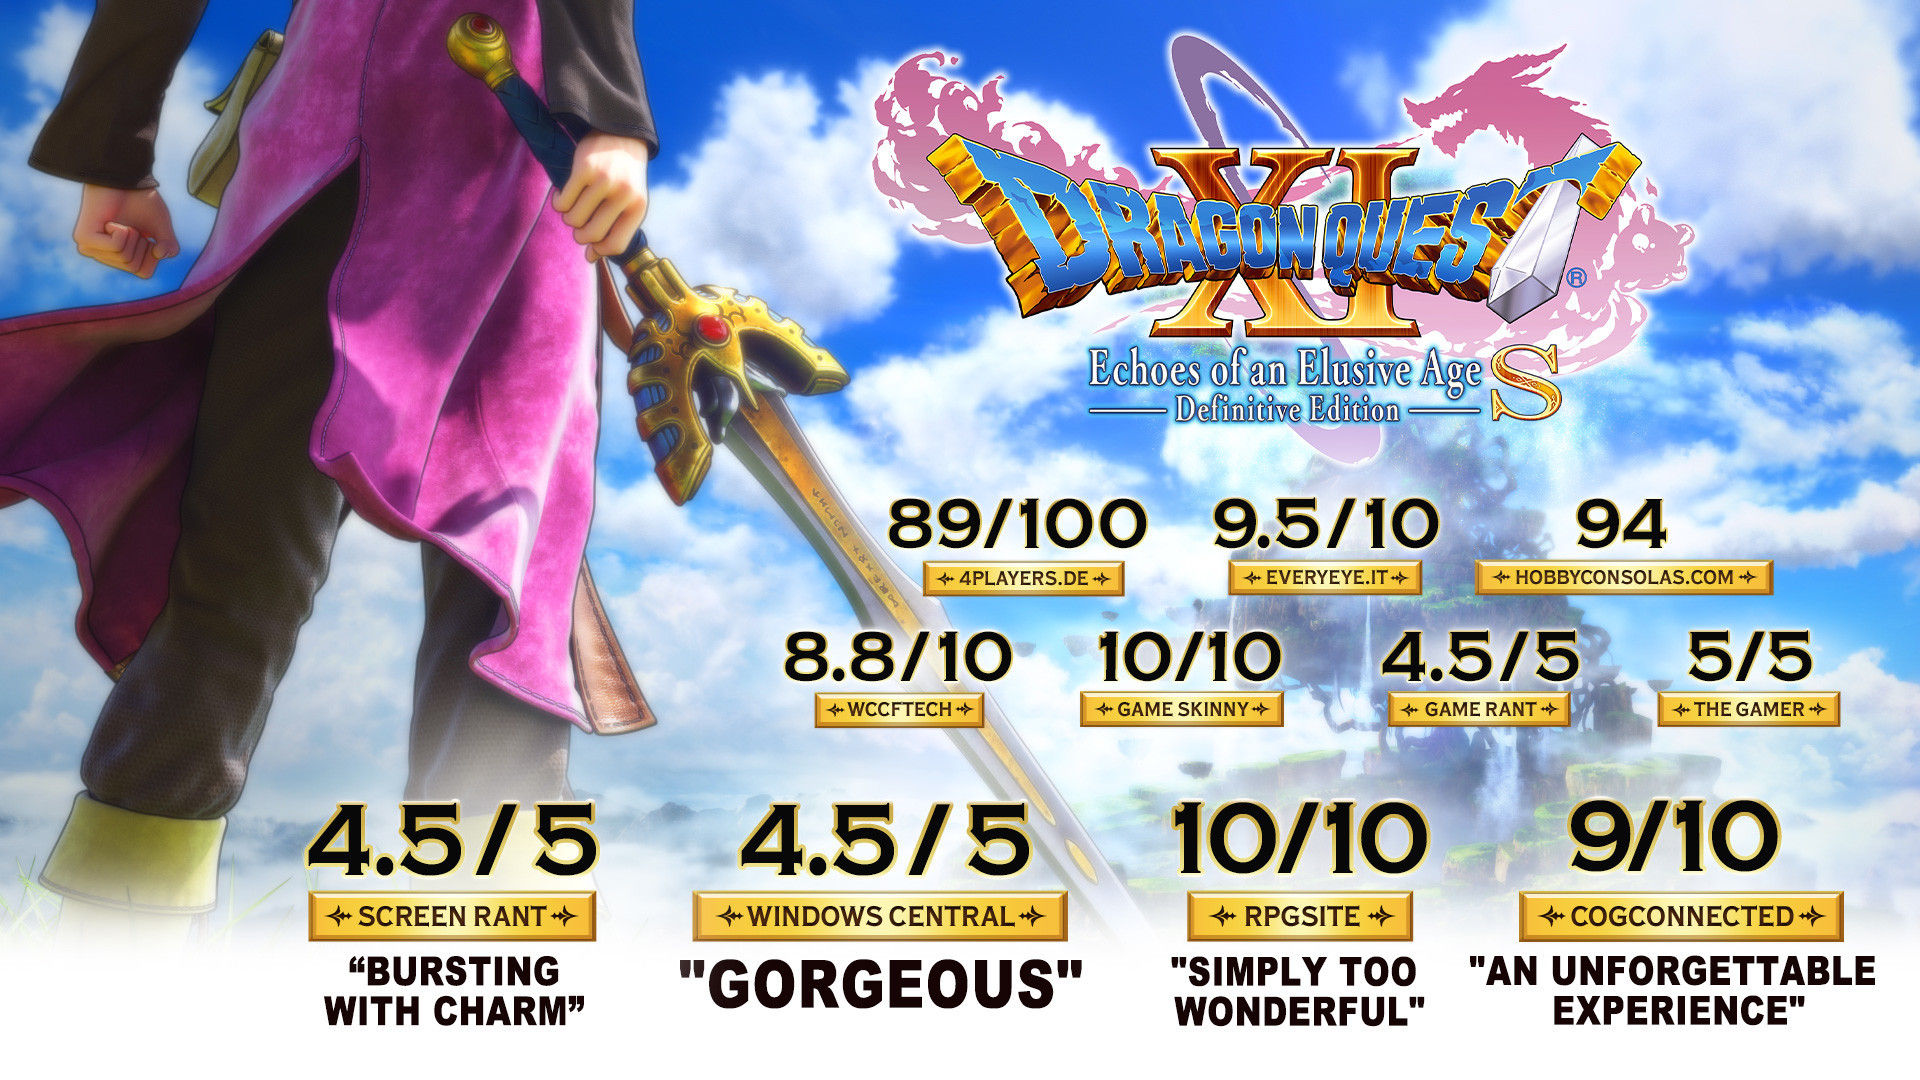 DRAGON QUEST XI
®
Echoes of an Elusive Age S
Definitive Edition
89/100
4PLAYERS.DE
9.5/10
EVERYEYE.IT
94
HOBBYCONSOLAS.COM
8.8/10
WCCFTECH
10/10
GAME SKINNY
4.5/5
GAME RANT
5/5
THE GAMER
4.5/5
SCREEN RANT
“BURSTING
WITH CHARM”
4.5/5
WINDOWS CENTRAL
"GORGEOUS"
10/10
RPGSITE
"SIMPLY TOO
WONDERFUL"
9/10
COGCONNECTED
"AN UNFORGETTABLE
EXPERIENCE"